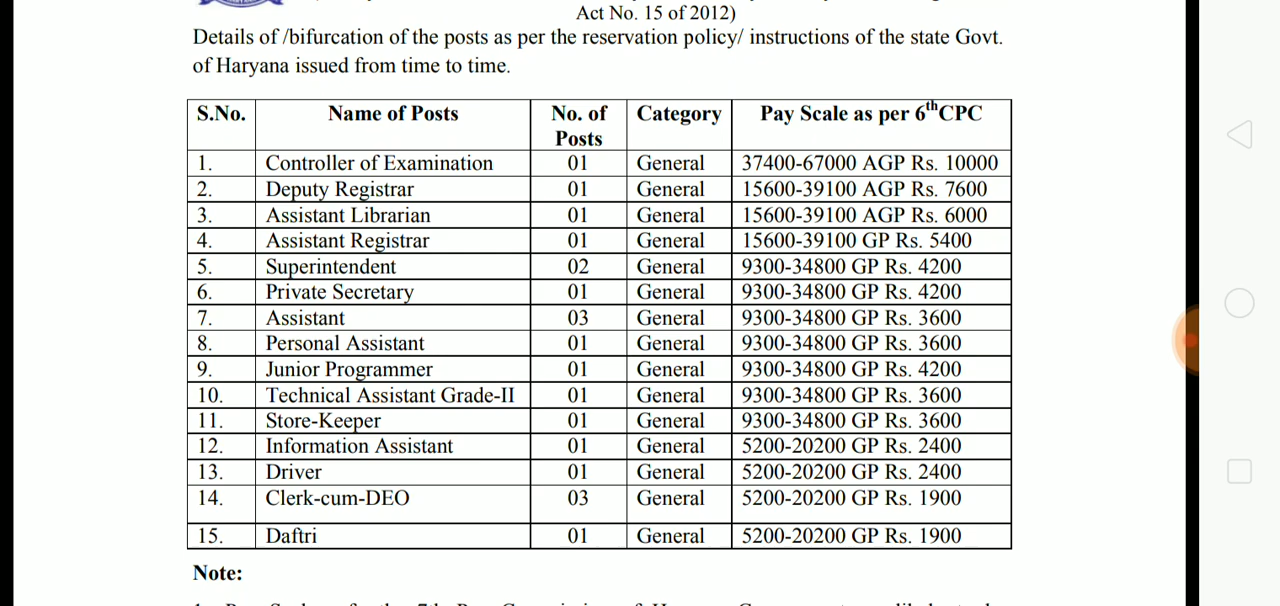 Act No. 15 of 2012)
Details of /bifurcation of the posts as per the reservation policy/ instructions of the state Govt.
of Haryana issued from time to time.
S.No. Name of Posts No. of Posts Category Pay Scale as per 6thCPC
1. Controller of Examination 01 General 37400-67000 AGP Rs. 10000
2. Deputy Registrar 01 General 15600-39100 AGP Rs. 7600
3. Assistant Librarian 01 General 15600-39100 AGP Rs. 6000
4. Assistant Registrar 01 General 15600-39100 GP Rs. 5400
5. Superintendent 02 General 9300-34800 GP Rs. 4200
6. Private Secretary 01 General 9300-34800 GP Rs. 4200
7. Assistant 03 General 9300-34800 GP Rs. 3600
8. Personal Assistant 01 General 9300-34800 GP Rs. 3600
9. Junior Programmer 01 General 9300-34800 GP Rs. 4200
10. Technical Assistant Grade-II 01 General 9300-34800 GP Rs. 3600
11. Store-Keeper 01 General 9300-34800 GP Rs. 3600
12. Information Assistant 01 General 5200-20200 GP Rs. 2400
13. Driver 01 General 5200-20200 GP Rs. 2400
14. Clerk-cum-DEO 03 General 5200-20200 GP Rs. 1900
15. Daftri 01 General 5200-20200 GP Rs. 1900
Note: